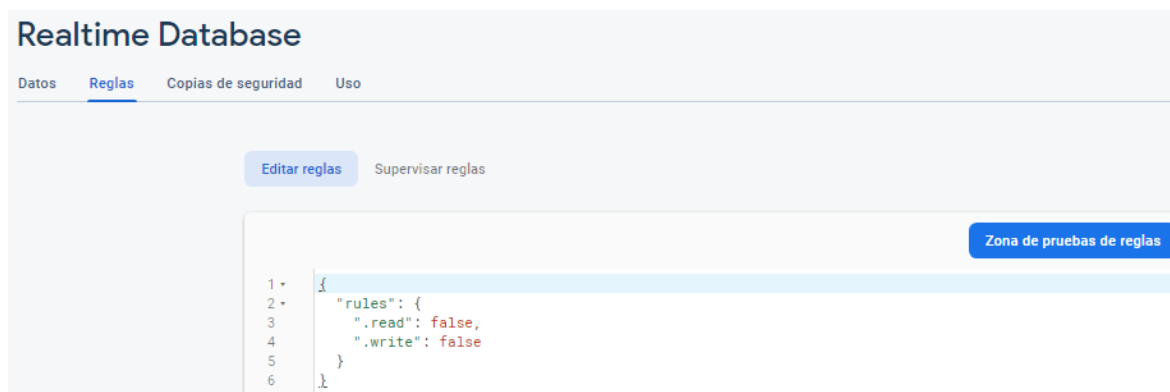 Realtime Database
Datos Reglas Copias de seguridad Uso
Editar reglas Supervisar reglas
Zona de pruebas de reglas
1 {
2 "rules": {
3 ".read": false,
4 ".write": false
5 }
6 }